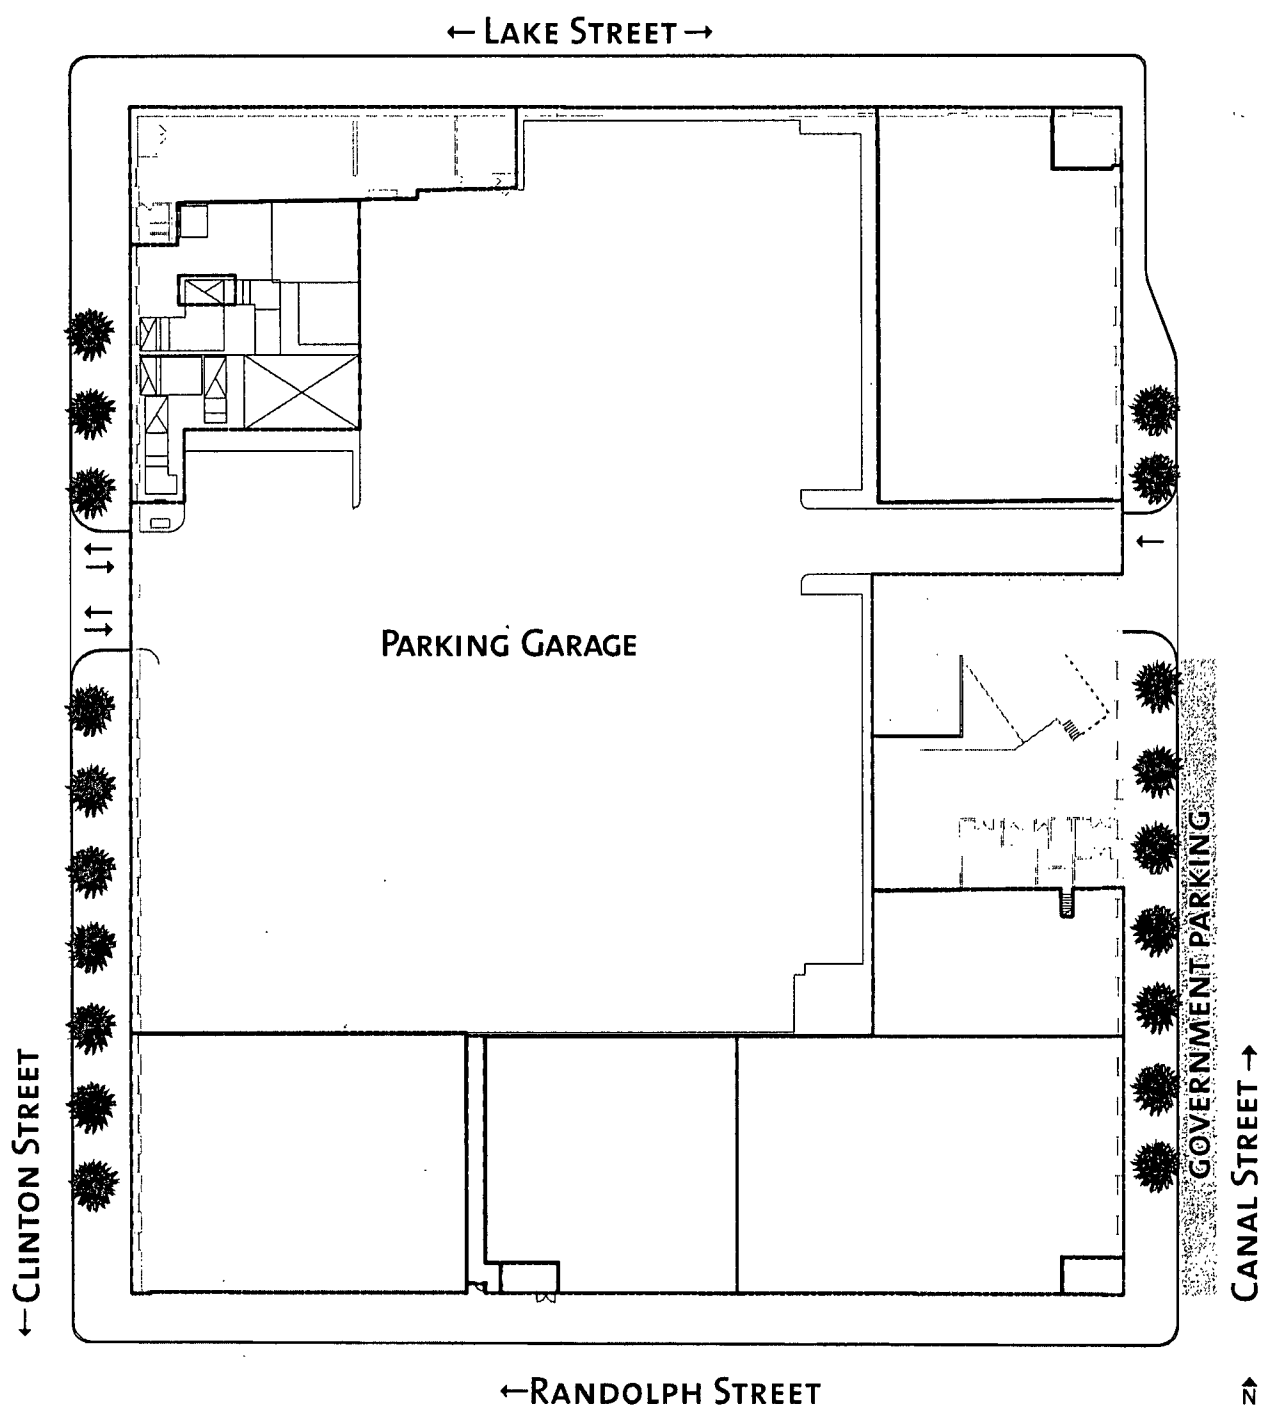 ←LAKE STREET→
PARKING GARAGE
GOVERNMENT PARKING
←CLINTON STREET
CANAL STREET→
←RANDOLPH STREET
N